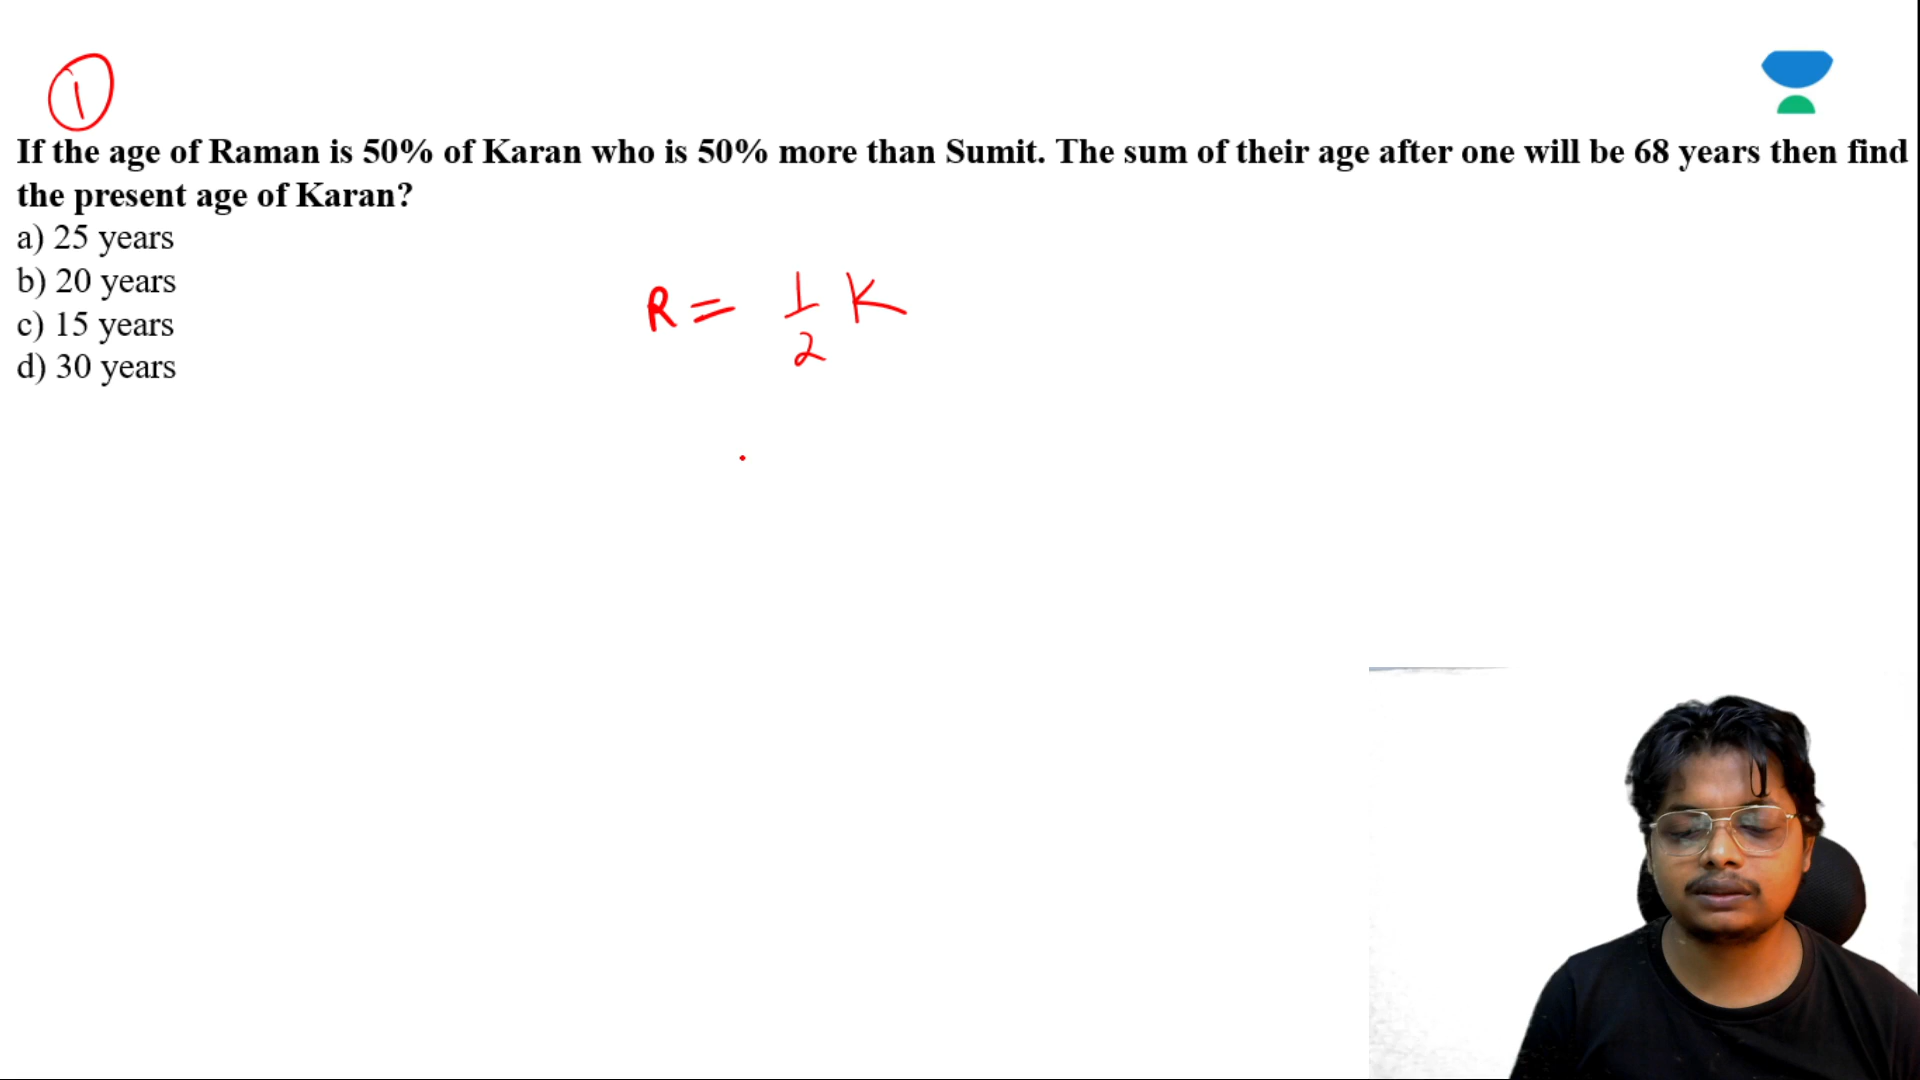 1
If the age of Raman is 50% of Karan who is 50% more than Sumit. The sum of their age after one will be 68 years then find
the present age of Karan?
a) 25 years
b) 20 years
c) 15 years
d) 30 years
R = 1/2 K